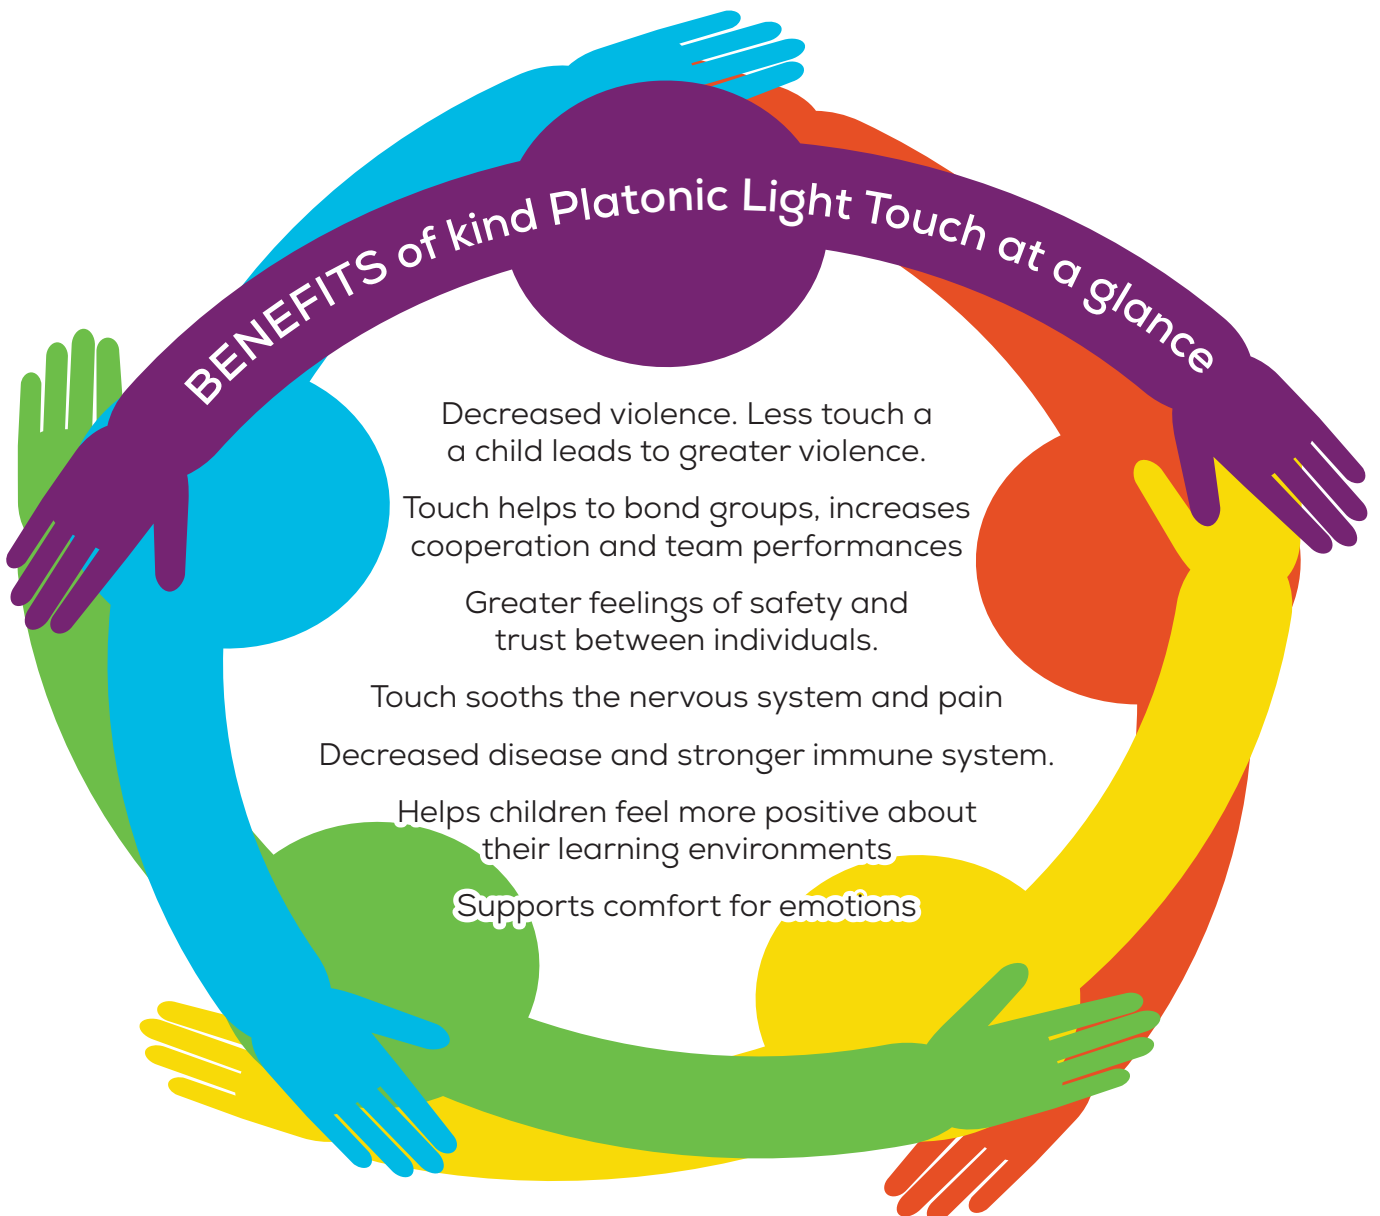 BENEFITS of kind Platonic Light Touch at a glance
Decreased violence. Less touch a
a child leads to greater violence.
Touch helps to bond groups, increases
cooperation and team performances
Greater feelings of safety and
trust between individuals.
Touch sooths the nervous system and pain
Decreased disease and stronger immune system.
Helps children feel more positive about
their learning environments
Supports comfort for emotions